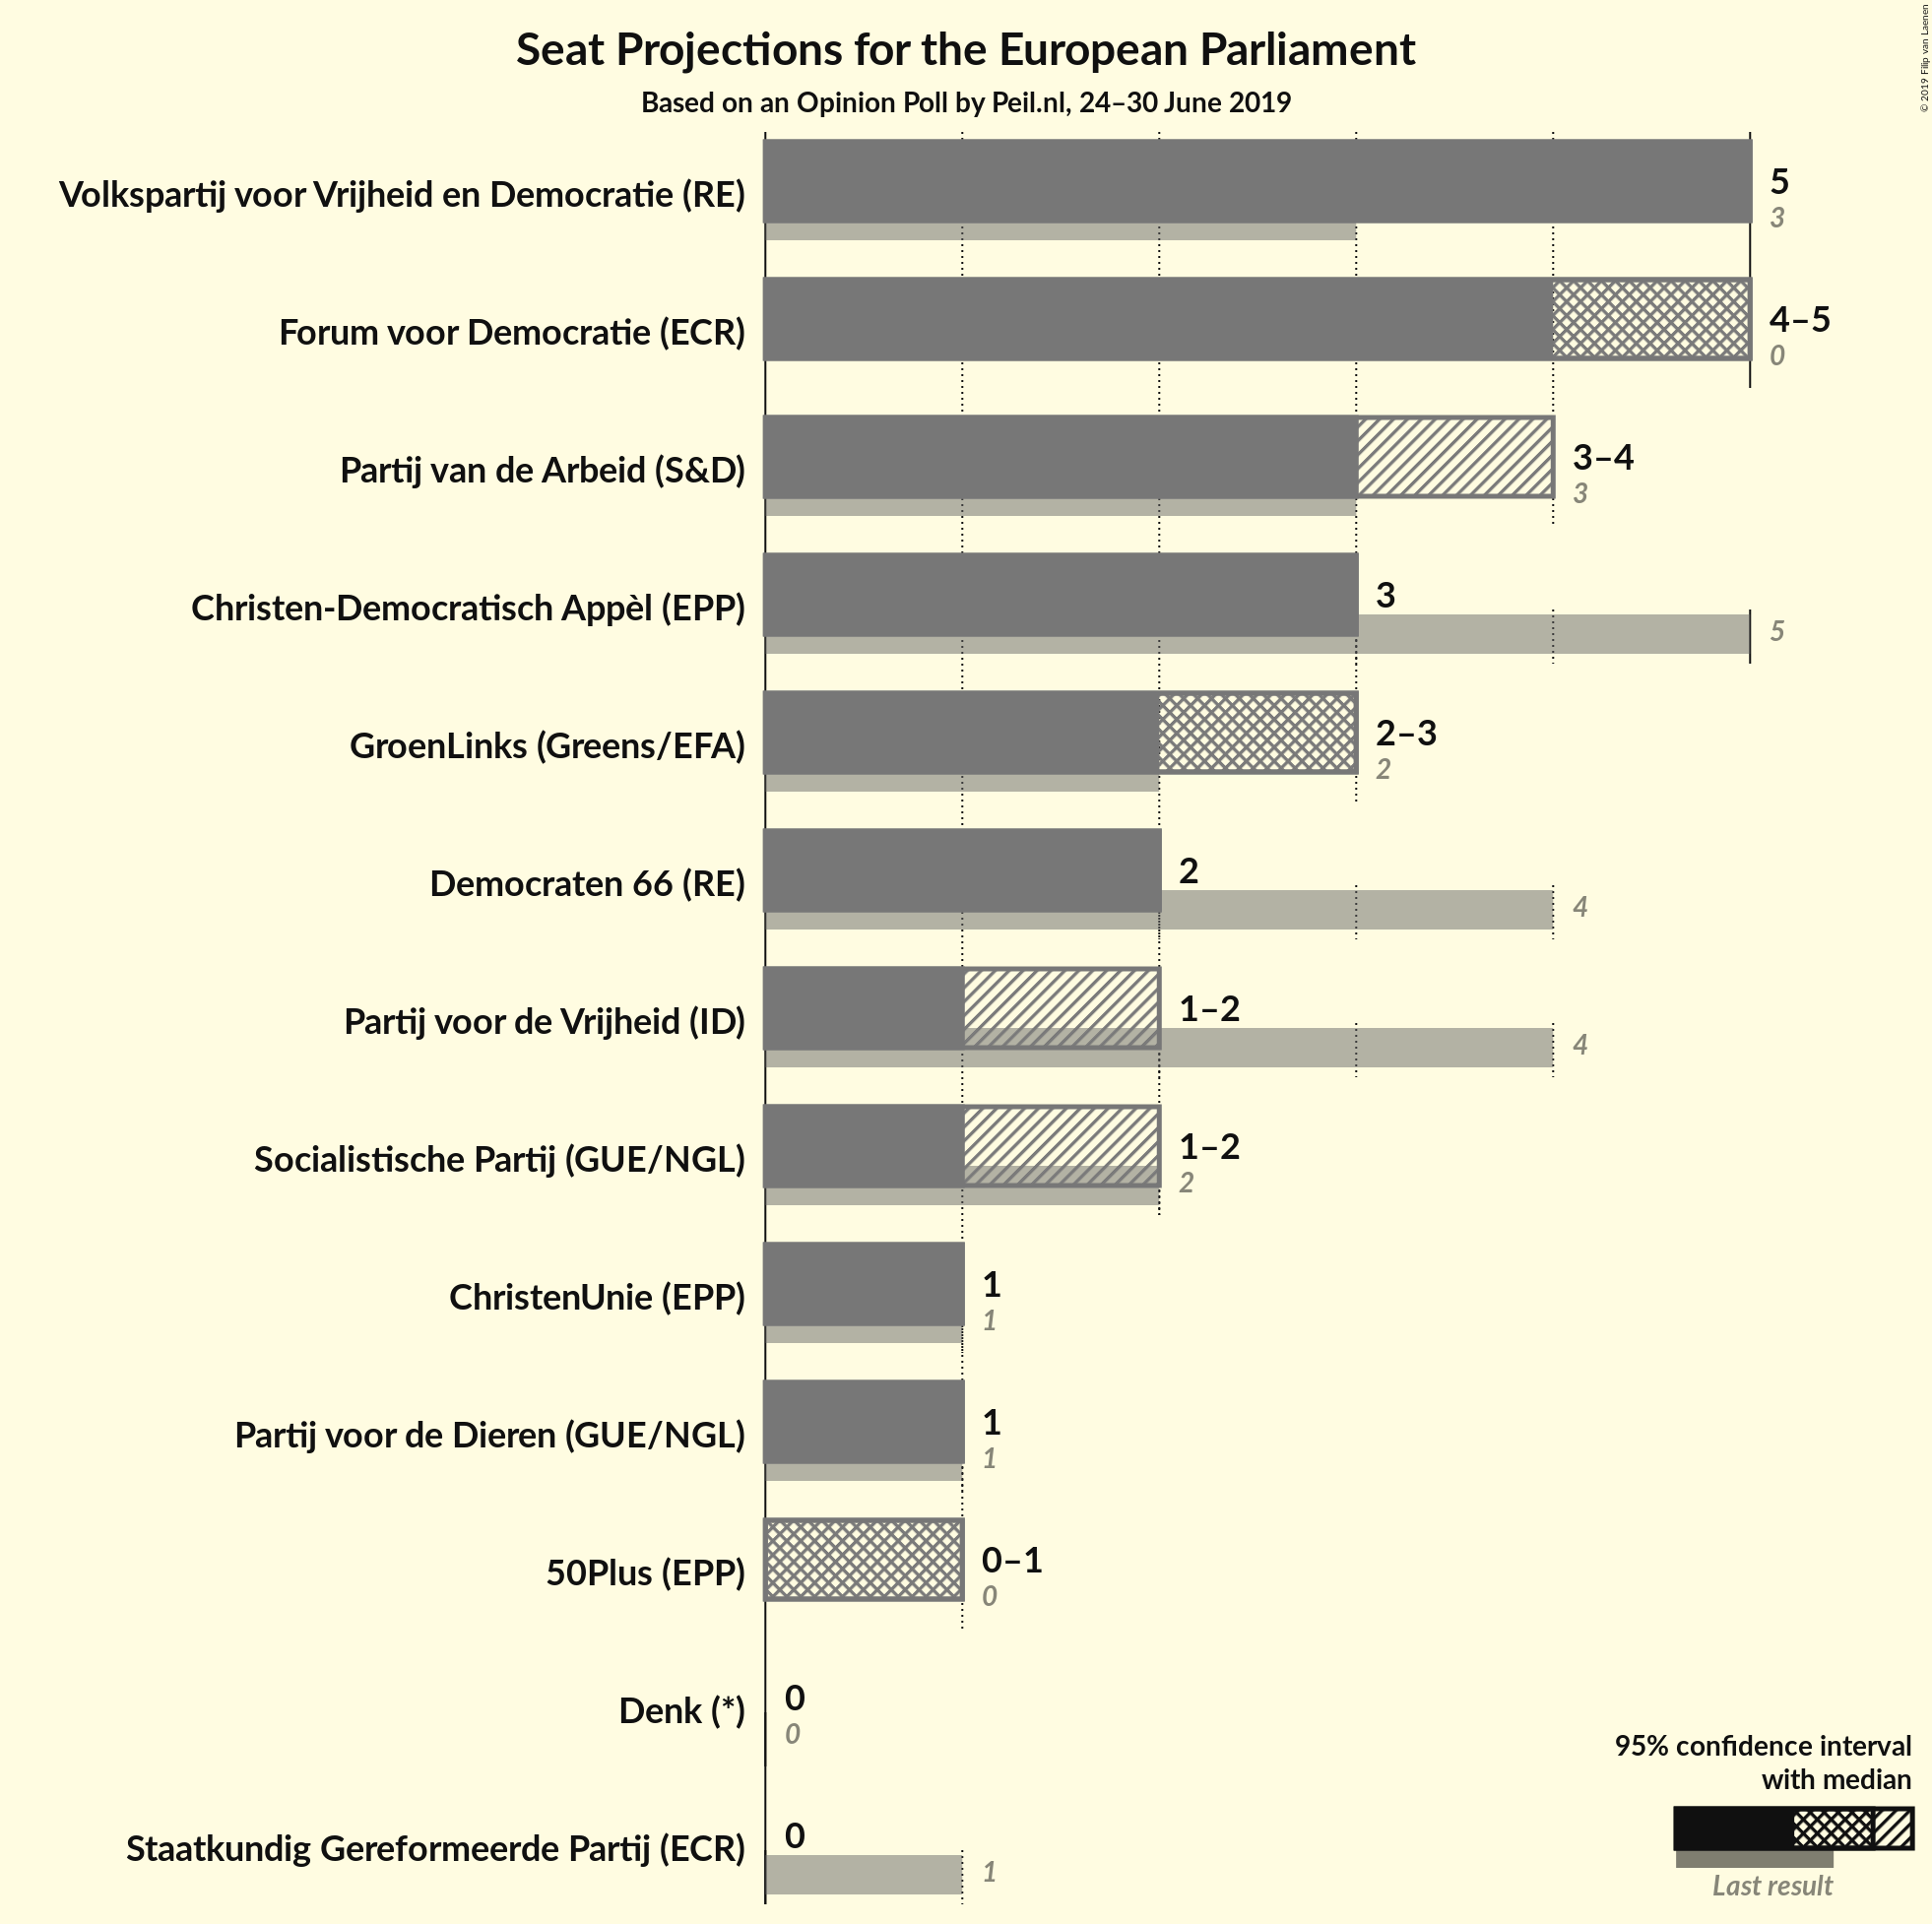 Seat Projections for the European Parliament
Based on an Opinion Poll by Peil.nl, 24–30 June 2019
© 2019 Filip van Laenen
Volkspartij voor Vrijheid en Democratie (RE)
5
3
Forum voor Democratie (ECR)
4–5
0
Partij van de Arbeid (S&D)
3–4
3
Christen-Democratisch Appèl (EPP)
3
5
GroenLinks (Greens/EFA)
2–3
2
Democraten 66 (RE)
2
4
Partij voor de Vrijheid (ID)
1–2
4
Socialistische Partij (GUE/NGL)
1–2
2
ChristenUnie (EPP)
1
1
Partij voor de Dieren (GUE/NGL)
1
1
50Plus (EPP)
0–1
0
Denk (*)
0
0
Staatkundig Gereformeerde Partij (ECR)
0
1
95% confidence interval
with median
Last result